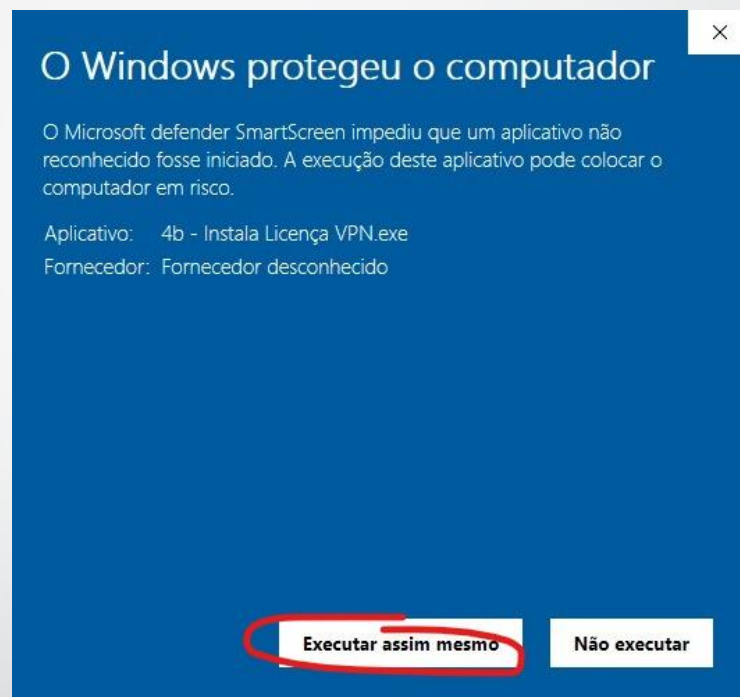 O Windows protegeu o computador
O Microsoft defender SmartScreen impediu que um aplicativo não
reconhecido fosse iniciado. A execução deste aplicativo pode colocar o
computador em risco.
Aplicativo: 4b - Instala Licença VPN.exe
Fornecedor: Fornecedor desconhecido
Executar assim mesmo Não executar